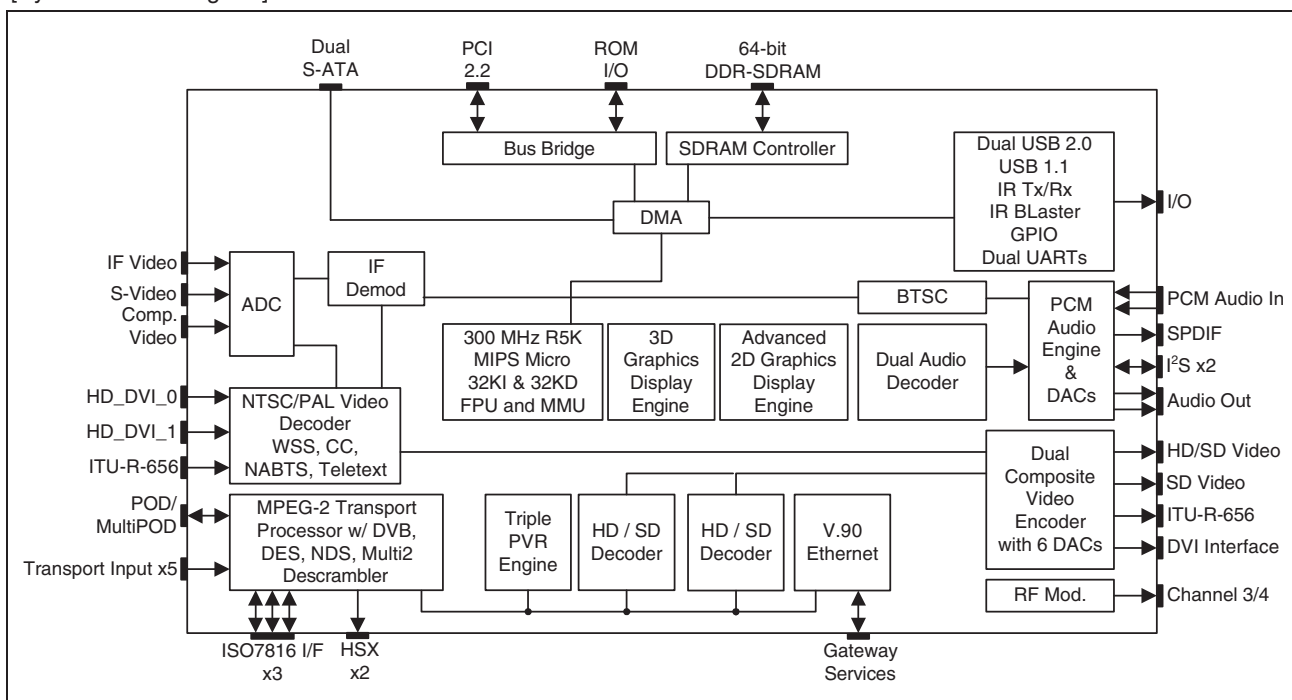 Dual
S-ATA
PCI
2.2
ROM
I/O
64-bit
DDR-SDRAM
Bus Bridge
SDRAM Controller
Dual USB 2.0
USB 1.1
IR Tx/Rx
IR BLaster
GPIO
Dual UARTs
I/O
DMA
IF Video
S-Video
Comp.
Video
ADC
IF
Demod
BTSC
PCM
Audio
Engine
&
DACs
PCM Audio In
SPDIF
I²S x2
Audio Out
300 MHz R5K
MIPS Micro
32KI & 32KD
FPU and MMU
3D
Graphics
Display
Engine
Advanced
2D Graphics
Display
Engine
Dual Audio
Decoder
HD_DVI_0
HD_DVI_1
ITU-R-656
NTSC/PAL Video
Decoder
WSS, CC,
NABTS, Teletext
Dual
Composite
Video
Encoder
with 6 DACs
HD/SD Video
SD Video
ITU-R-656
DVI Interface
POD/
MultiPOD
Transport Input x5
MPEG-2 Transport
Processor w/ DVB,
DES, NDS, Multi2
Descrambler
Triple
PVR
Engine
HD / SD
Decoder
HD / SD
Decoder
V.90
Ethernet
RF Mod.
Channel 3/4
ISO7816 I/F
x3
HSX
x2
Gateway
Services